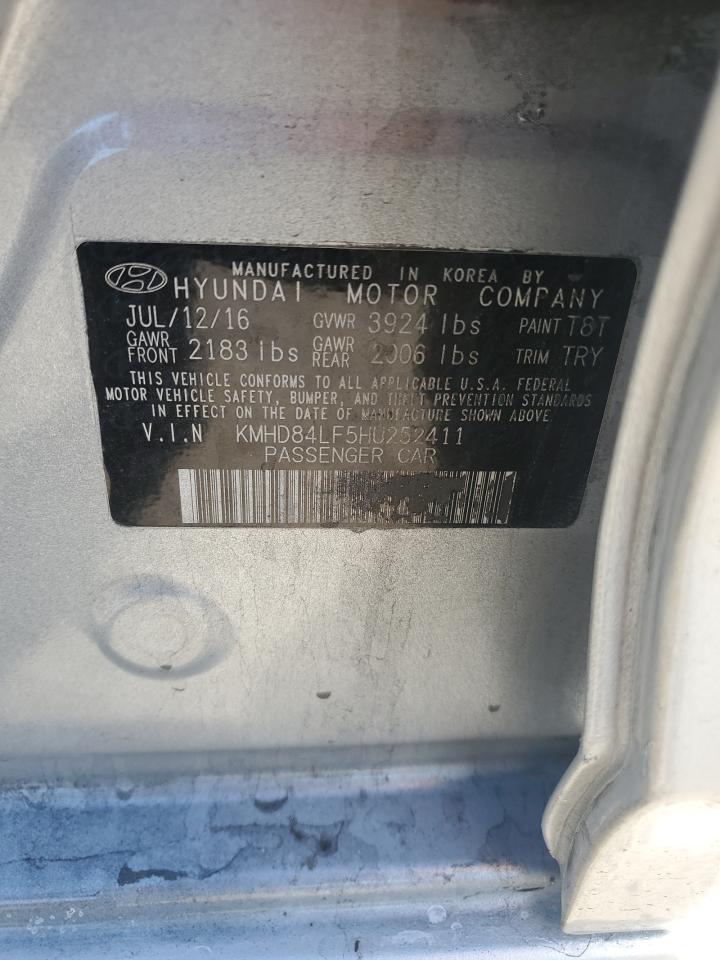 MANUFACTURED IN KOREA BY
HYUNDAI MOTOR COMPANY
JUL/12/16 GVWR 3924 lbs PAINT T8T
GAWR FRONT 2183 lbs GAWR REAR 2006 lbs TRIM TRY
THIS VEHICLE CONFORMS TO ALL APPLICABLE U.S.A. FEDERAL
MOTOR VEHICLE SAFETY, BUMPER, AND THEFT PREVENTION STANDARDS
IN EFFECT ON THE DATE OF MANUFACTURE SHOWN ABOVE
V.I.N KMHD84LF5HU252411
PASSENGER CAR